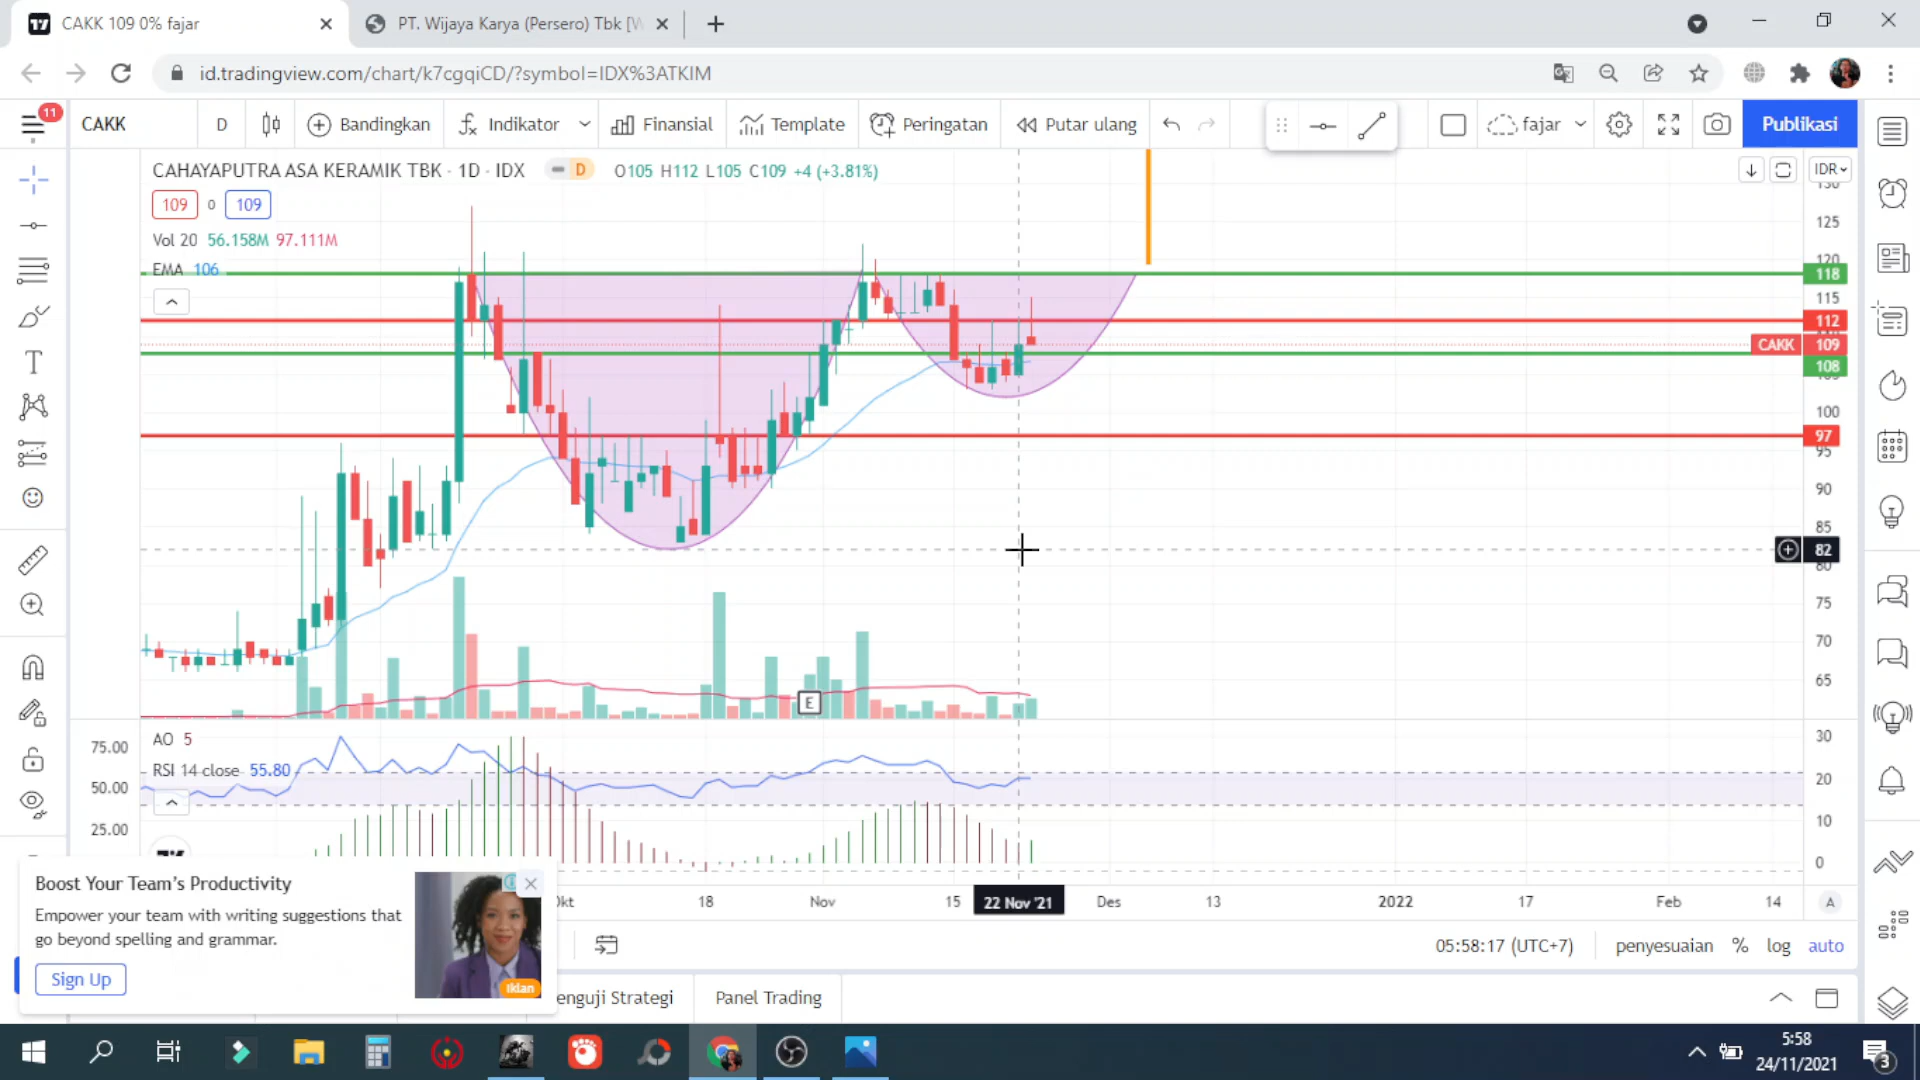 CAKK 109 0% fajar
PT. Wijaya Karya (Persero) Tbk [W
id.tradingview.com/chart/k7cgqiCD/?symbol=IDX%3ATKIM
11
CAKK
D
Bandingkan
Indikator
Finansial
Template
Peringatan
Putar ulang
fajar
Publikasi
CAHAYAPUTRA ASA KERAMIK TBK · 1D · IDX
D
O105 H112 L105 C109 +4 (+3.81%)
IDR
109 0 109
Vol 20 56.158M 97.111M
EMA 106
130
125
120
118
115
112
CAKK 109
108
100
97
95
90
85
82
80
75
70
65
E
AO 5
RSI 14 close 55.80
75.00
50.00
25.00
30
20
10
0
Okt
18
Nov
15
22 Nov '21
Des
13
2022
17
Feb
14
A
Boost Your Team's Productivity
Empower your team with writing suggestions that
go beyond spelling and grammar.
Sign Up
Iklan
05:58:17 (UTC+7)
penyesuaian
%
log
auto
enguji Strategi
Panel Trading
5:58
24/11/2021
3